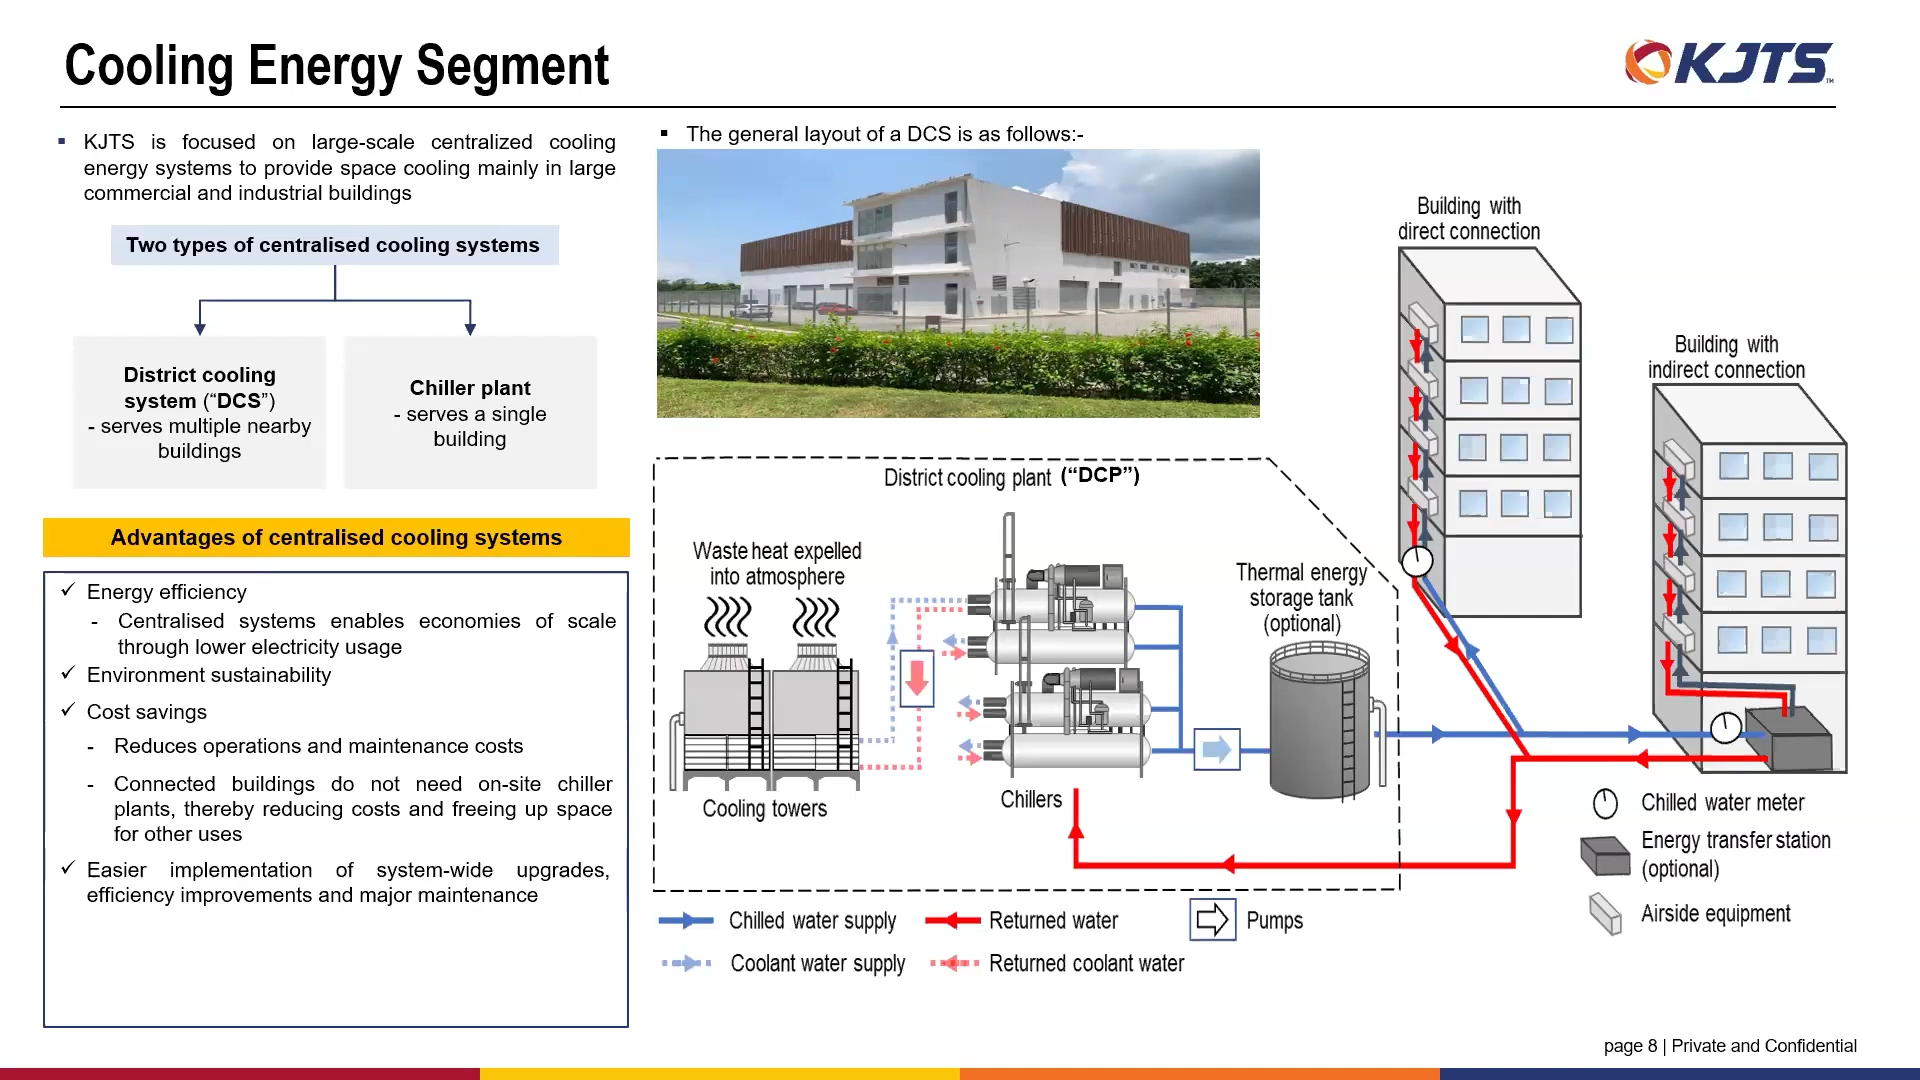 Cooling Energy Segment
KJTS
TM
▪ KJTS is focused on large-scale centralized cooling
energy systems to provide space cooling mainly in large
commercial and industrial buildings
Two types of centralised cooling systems
District cooling
system (“DCS”)
- serves multiple nearby
buildings
Chiller plant
- serves a single
building
Advantages of centralised cooling systems
✓ Energy efficiency
- Centralised systems enables economies of scale
through lower electricity usage
✓ Environment sustainability
✓ Cost savings
- Reduces operations and maintenance costs
- Connected buildings do not need on-site chiller
plants, thereby reducing costs and freeing up space
for other uses
✓ Easier implementation of system-wide upgrades,
efficiency improvements and major maintenance
▪ The general layout of a DCS is as follows:-
Building with
direct connection
Building with
indirect connection
District cooling plant (“DCP”)
Waste heat expelled
into atmosphere
Thermal energy
storage tank
(optional)
Cooling towers
Chillers
Chilled water meter
Energy transfer station
(optional)
Airside equipment
Chilled water supply
Returned water
Pumps
Coolant water supply
Returned coolant water
page 8 | Private and Confidential